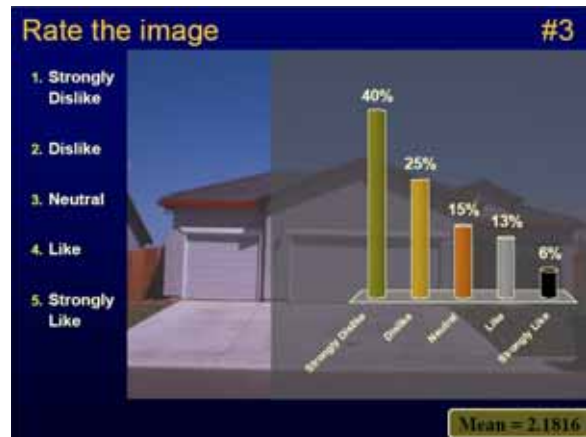 Rate the image #3
1. Strongly
Dislike
2. Dislike
3. Neutral
4. Like
5. Strongly
Like
40%
25%
15%
13%
6%
Strongly Dislike
Dislike
Neutral
Like
Strongly Like
Mean = 2.1816